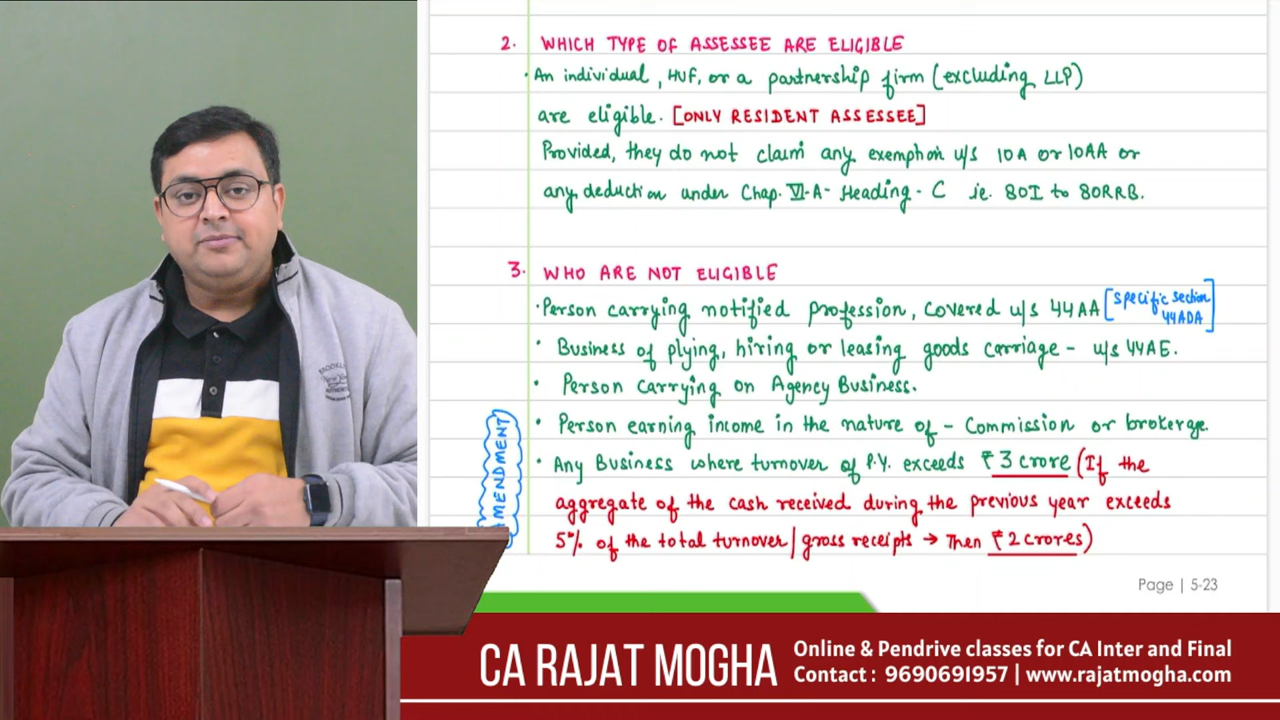 2. WHICH TYPE OF ASSESSEE ARE ELIGIBLE
· An individual, HUF, or a partnership firm (excluding LLP)
are eligible. [ONLY RESIDENT ASSESSEE]
Provided, they do not claim any exemption u/s 10A or 10AA or
any deduction under Chap. VI-A- Heading - C ie. 80I to 80RRB.
3. WHO ARE NOT ELIGIBLE
· Person carrying notified profession, covered u/s 44AA [Specific section
44ADA]
· Business of plying, hiring or leasing goods carriage - u/s 44AE.
· Person carrying on Agency Business.
· Person earning income in the nature of - Commission or brokerge.
· Any Business where turnover of P.Y. exceeds ₹3 crore (If the
aggregate of the cash received during the previous year exceeds
5% of the total turnover/gross receipts → Then ₹2 crores)
MENDMENT
Page | 5-23
CA RAJAT MOGHA
Online & Pendrive classes for CA Inter and Final
Contact : 9690691957 | www.rajatmogha.com